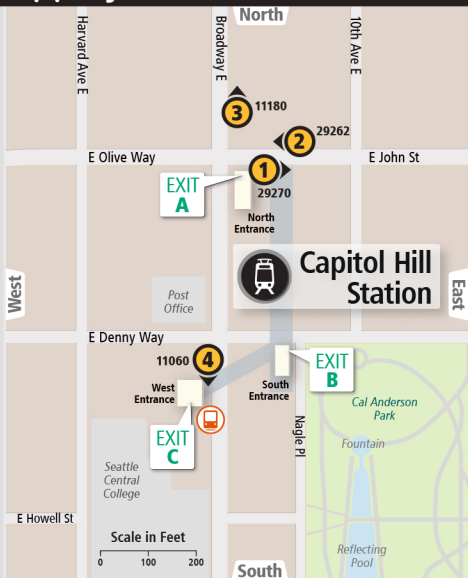 North
Harvard Ave E
Broadway E
10th Ave E
3
11180
29262
2
E Olive Way
E John St
1
EXIT
A
29270
North
Entrance
Capitol Hill
Station
West
East
Post
Office
E Denny Way
11060
4
West
Entrance
South
Entrance
EXIT
B
Cal Anderson
Park
EXIT
C
Nagle Pl
Fountain
Seattle
Central
College
E Howell St
Scale in Feet
0 100 200
Reflecting
Pool
South